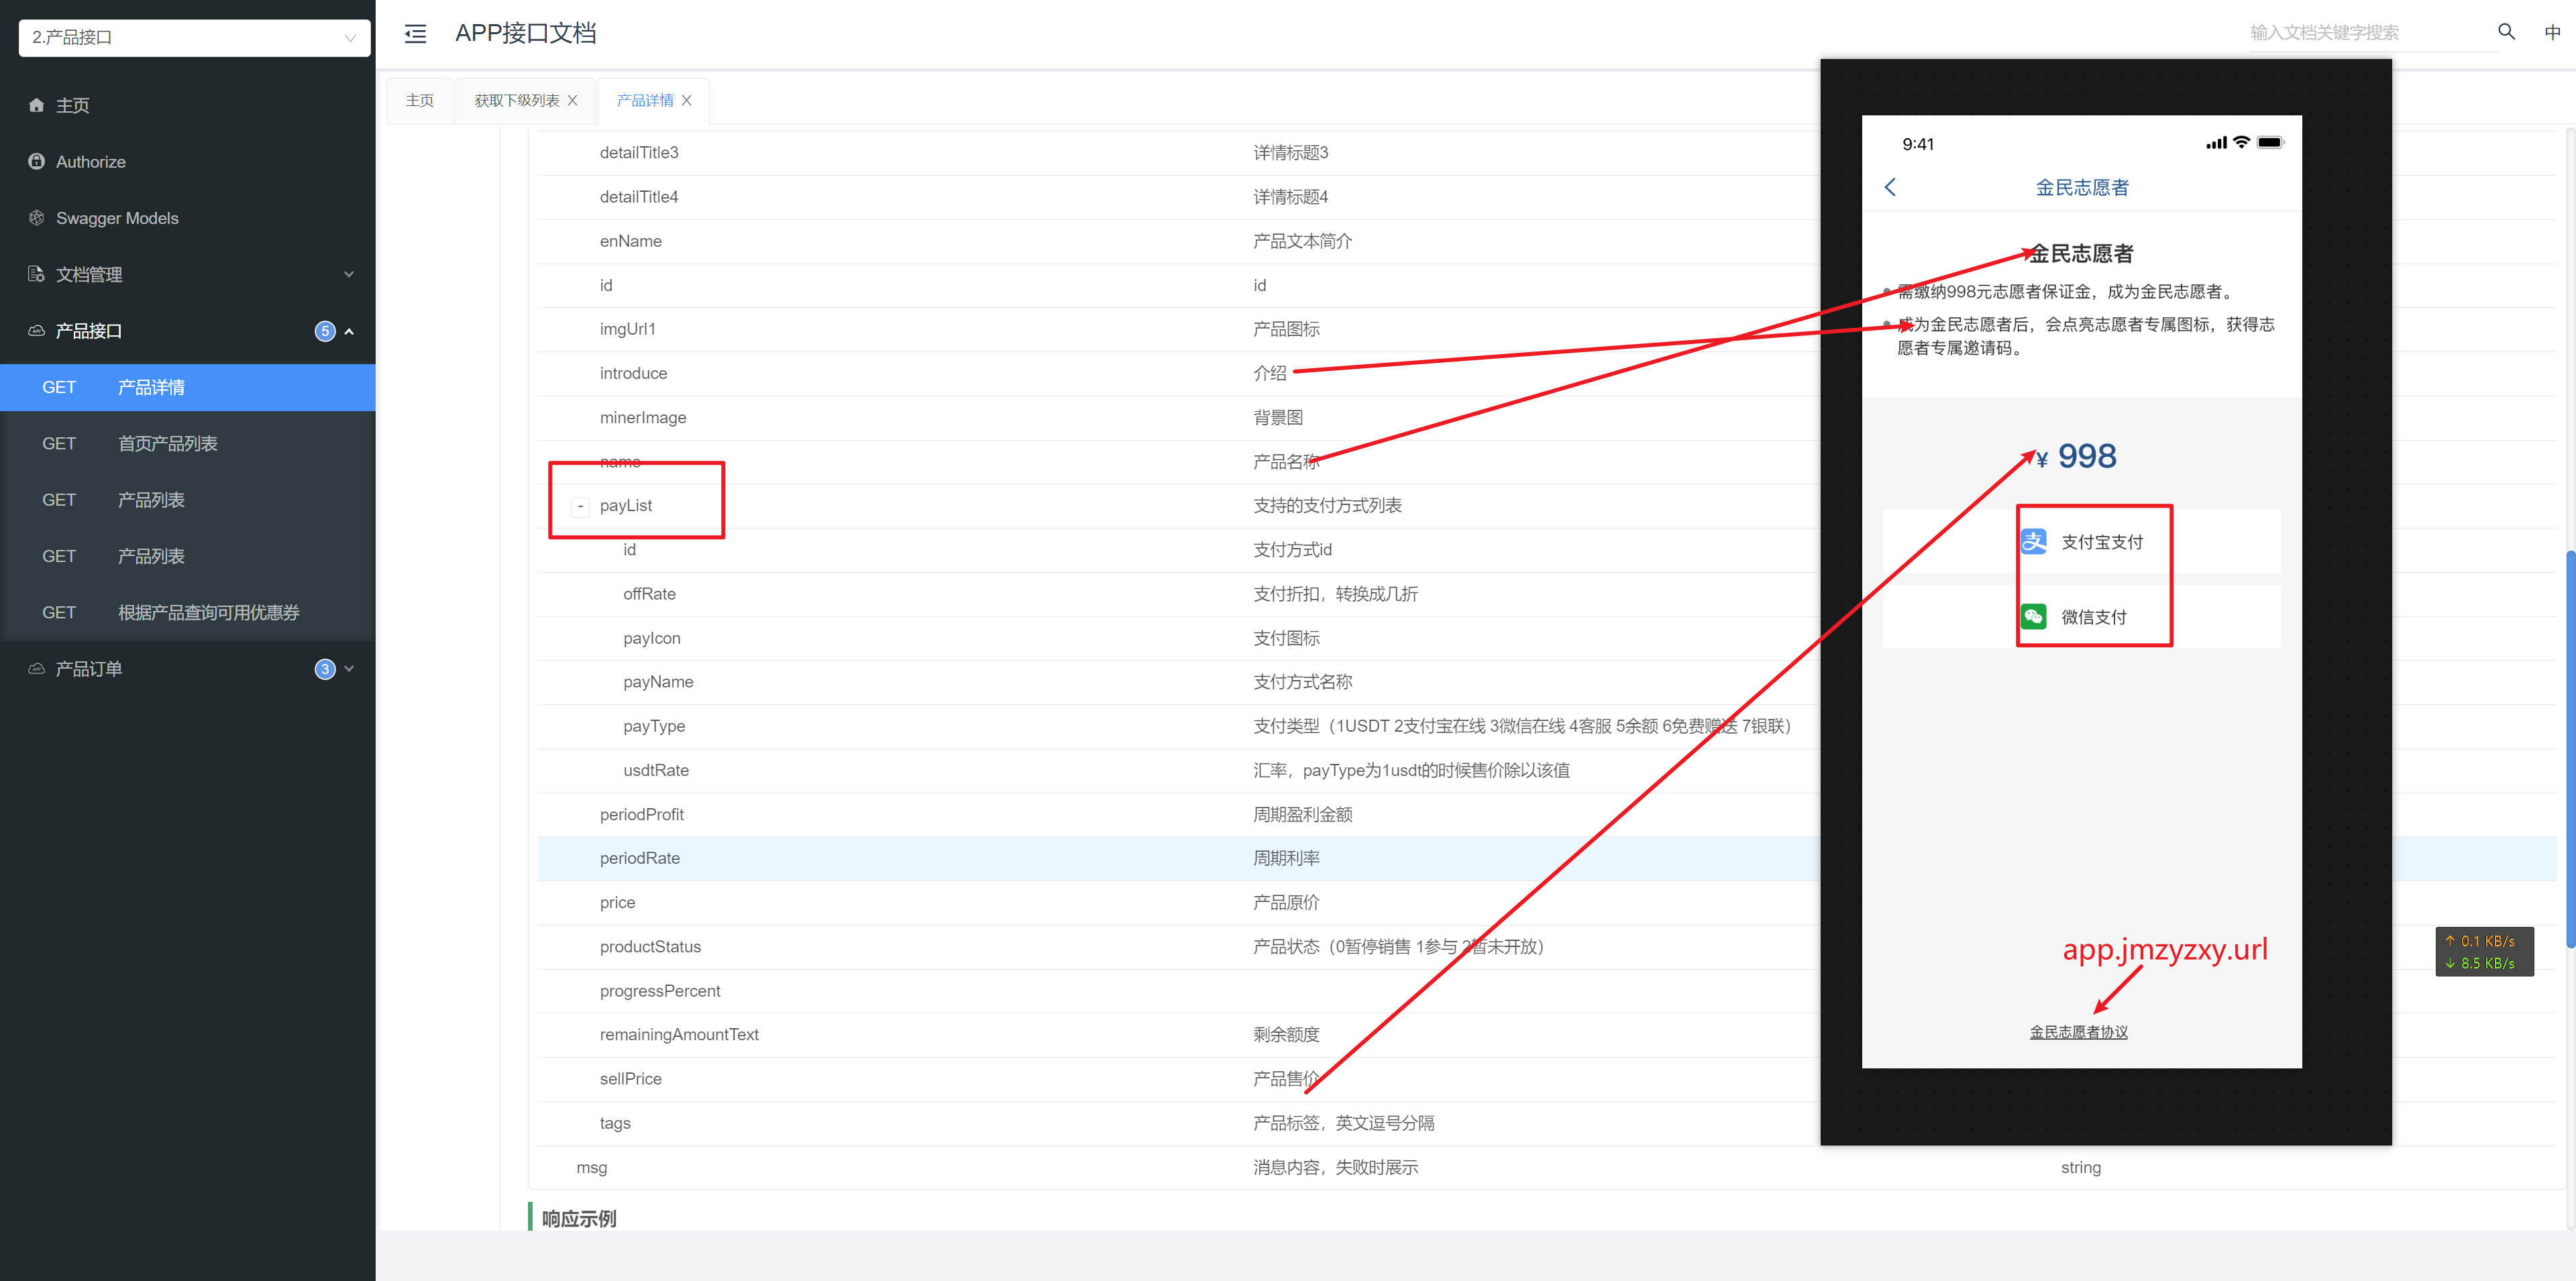 2.产品接口
主页
Authorize
Swagger Models
文档管理
产品接口
5
GET 产品详情
GET 首页产品列表
GET 产品列表
GET 产品列表
GET 根据产品查询可用优惠券
产品订单
3
APP接口文档
输入文档关键字搜索
中
主页
获取下级列表
产品详情
detailTitle3 详情标题3
detailTitle4 详情标题4
enName 产品文本简介
id id
imgUrl1 产品图标
introduce 介绍
minerImage 背景图
name 产品名称
- payList 支持的支付方式列表
id 支付方式id
offRate 支付折扣，转换成几折
payIcon 支付图标
payName 支付方式名称
payType 支付类型（1USDT 2支付宝在线 3微信在线 4客服 5余额 6免费赠送 7银联）
usdtRate 汇率，payType为1usdt的时候售价除以该值
periodProfit 周期盈利金额
periodRate 周期利率
price 产品原价
productStatus 产品状态（0暂停销售 1参与 2暂未开放）
progressPercent
remainingAmountText 剩余额度
sellPrice 产品售价
tags 产品标签，英文逗号分隔
msg 消息内容，失败时展示 string
响应示例
9:41
金民志愿者
金民志愿者
需缴纳998元志愿者保证金，成为金民志愿者。
成为金民志愿者后，会点亮志愿者专属图标，获得志
愿者专属邀请码。
¥ 998
支 支付宝支付
微信支付
app.jmzyzxy.url
金民志愿者协议
↑ 0.1 KB/s
↓ 8.5 KB/s